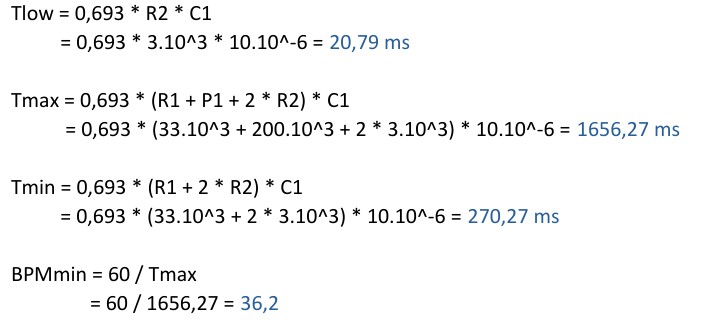 Tlow = 0,693 * R2 * C1
= 0,693 * 3.10^3 * 10.10^-6 = 20,79 ms
Tmax = 0,693 * (R1 + P1 + 2 * R2) * C1
= 0,693 * (33.10^3 + 200.10^3 + 2 * 3.10^3) * 10.10^-6 = 1656,27 ms
Tmin = 0,693 * (R1 + 2 * R2) * C1
= 0,693 * (33.10^3 + 2 * 3.10^3) * 10.10^-6 = 270,27 ms
BPMmin = 60 / Tmax
= 60 / 1656,27 = 36,2